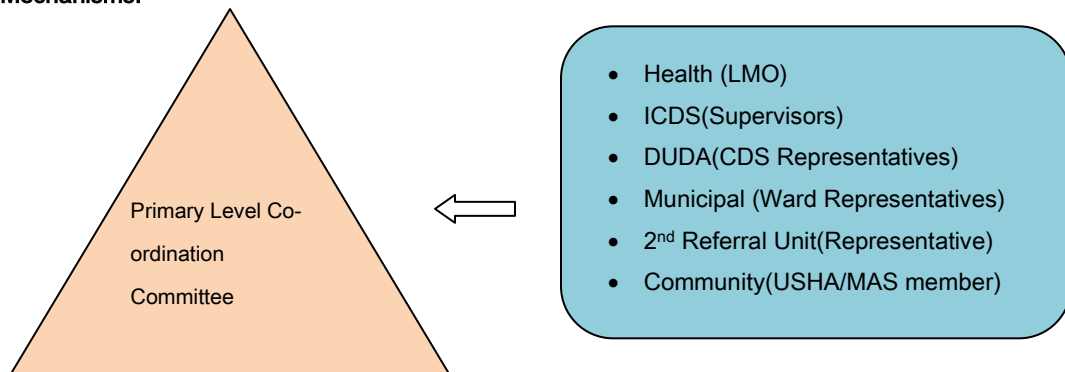 Mechanisms:
Primary Level Co-
ordination
Committee
• Health (LMO)
• ICDS(Supervisors)
• DUDA(CDS Representatives)
• Municipal (Ward Representatives)
• 2nd Referral Unit(Representative)
• Community(USHA/MAS member)